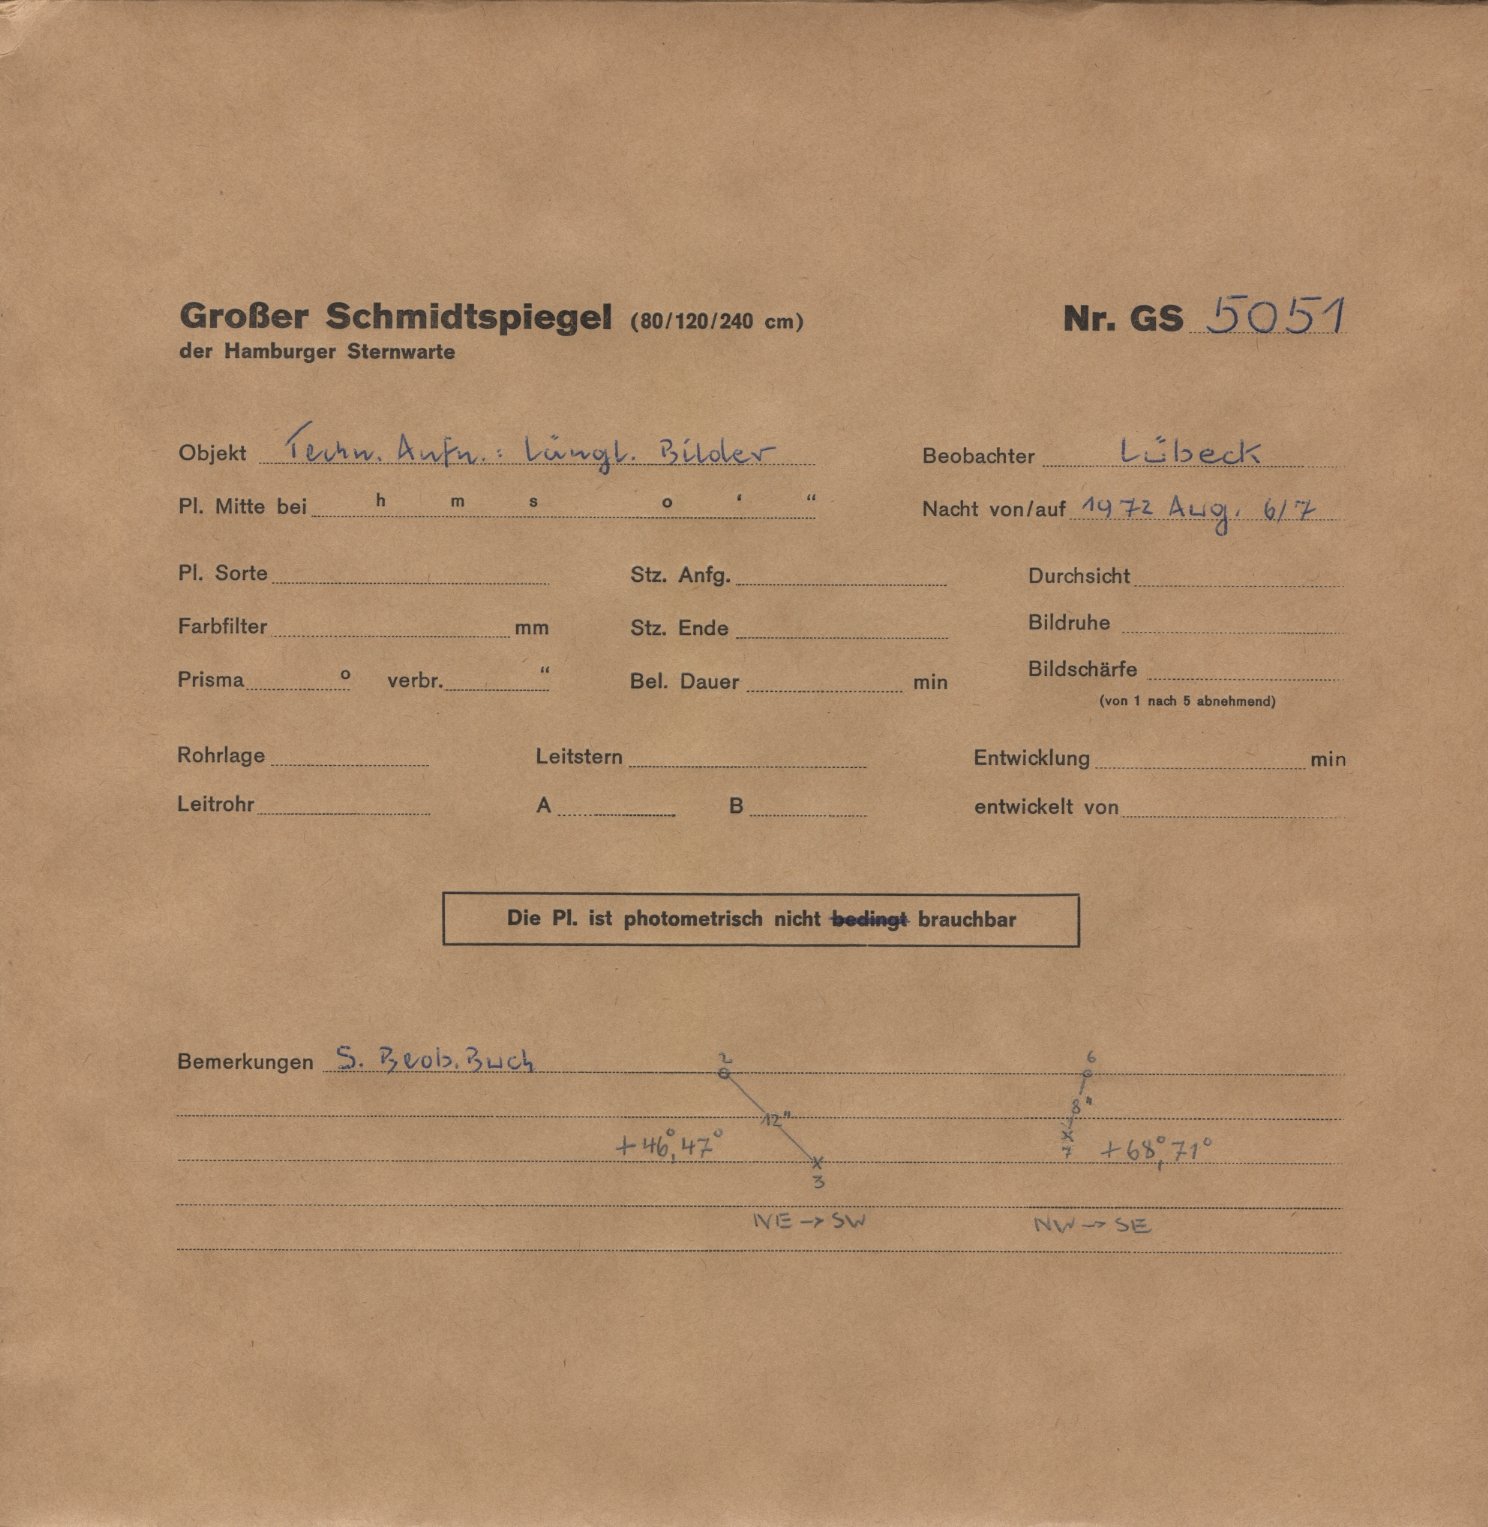 Großer Schmidtspiegel (80/120/240 cm) Nr. GS 5051
der Hamburger Sternwarte
Objekt Techn. Aufn.: Längl. Bilder Beobachter Lübeck
Pl. Mitte bei h m s o ‘ “ Nacht von/auf 1972 Aug. 6/7
Pl. Sorte Stz. Anfg. Durchsicht
Farbfilter mm Stz. Ende Bildruhe
Prisma o verbr. “ Bel. Dauer min Bildschärfe
(von 1 nach 5 abnehmend)
Rohrlage Leitstern Entwicklung min
Leitrohr A B entwickelt von
Die Pl. ist photometrisch nicht bedingt brauchbar
Bemerkungen S. Beob. Buch 2 6
12" 8"
+46°,47° 7 +68°,71°
3
NE → SW NW → SE